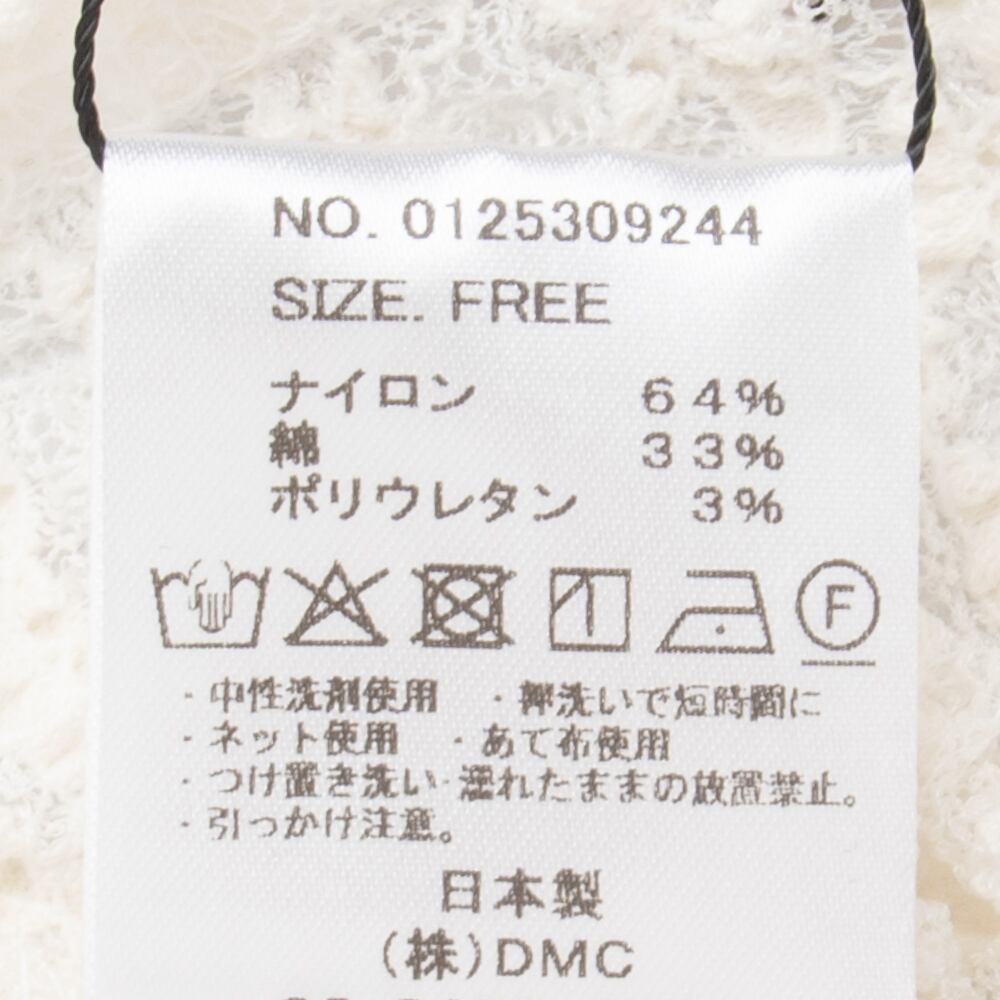 NO. 0125309244
SIZE. FREE
ナイロン 64%
綿 33%
ポリウレタン 3%
F
・中性洗剤使用 ・押洗いで短時間に
・ネット使用 ・あて布使用
・つけ置き洗い・濡れたままの放置禁止。
・引っかけ注意。
日本製
(株)DMC